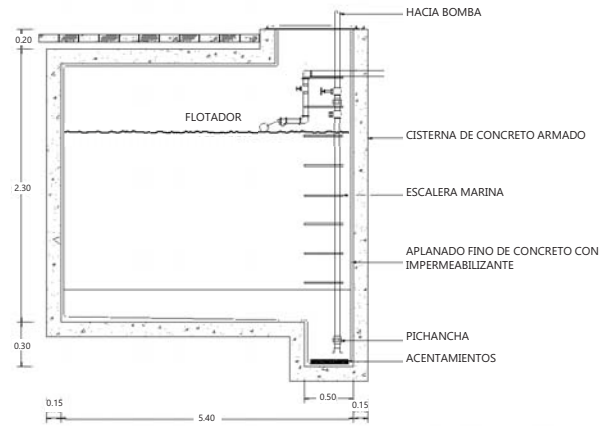 HACIA BOMBA
0.20
FLOTADOR
CISTERNA DE CONCRETO ARMADO
2.30
ESCALERA MARINA
APLANADO FINO DE CONCRETO CON
IMPERMEABILIZANTE
PICHANCHA
0.30
ACENTAMIENTOS
0.50
0.15
0.15
5.40